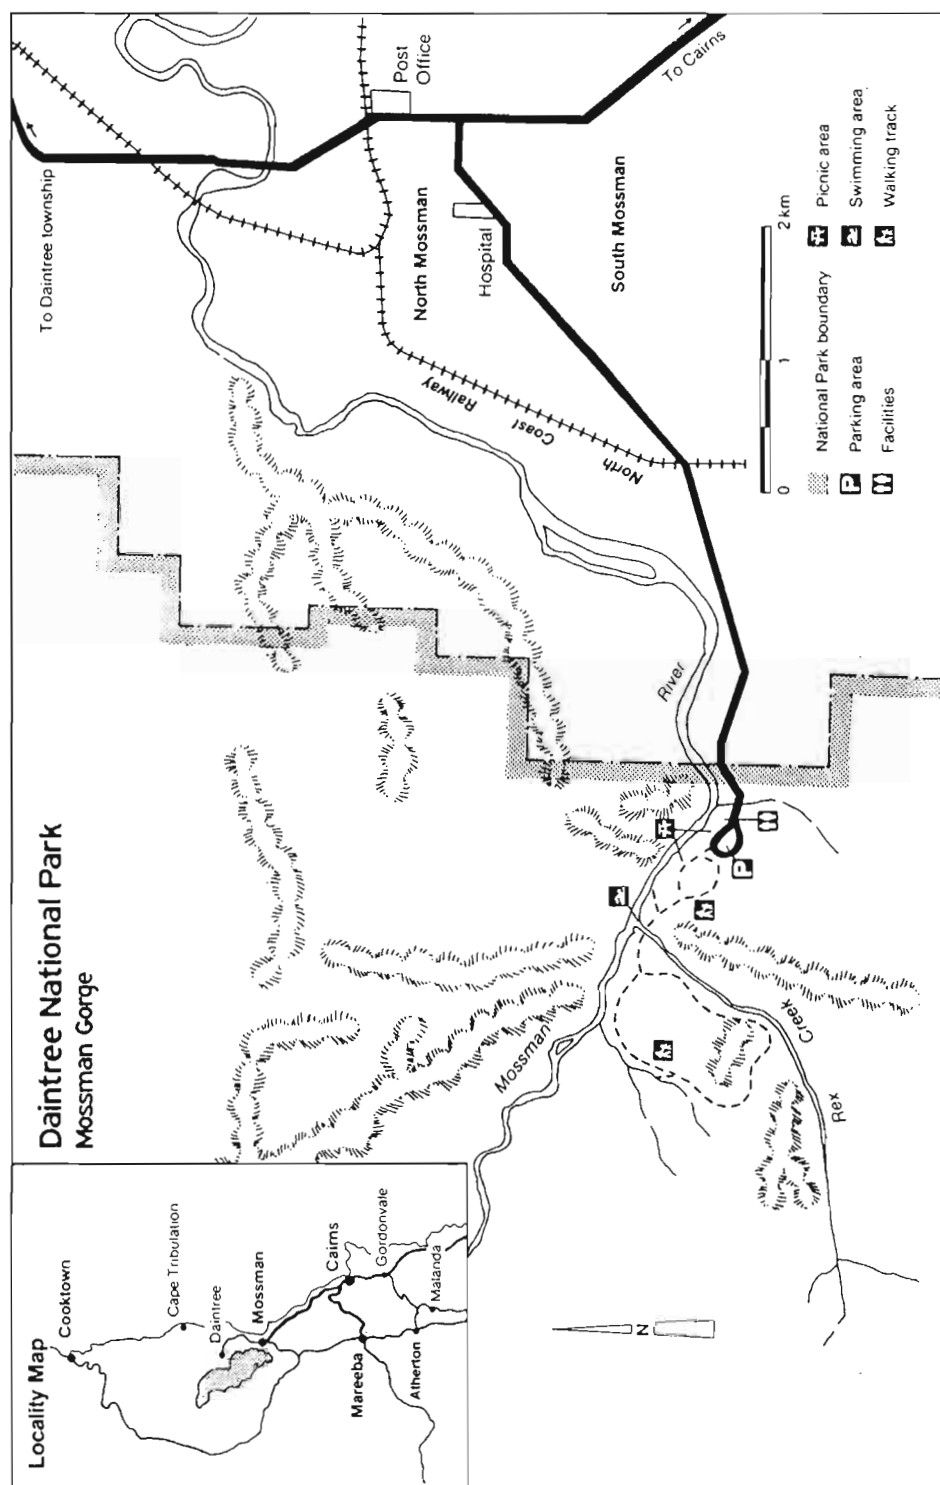 Daintree National Park
Mossman Gorge
Locality Map
Cooktown
Cape Tribulation
Daintree
Mossman
Cairns
Gordonvale
Mareeba
Atherton
Malanda
To Daintree township
Post
Office
To Cairns
North Mossman
Hospital
South Mossman
North Coast Railway
Mossman River
Rex Creek
P
N
0 1 2 km
National Park boundary
P Parking area
Facilities
Picnic area
Swimming area
Walking track